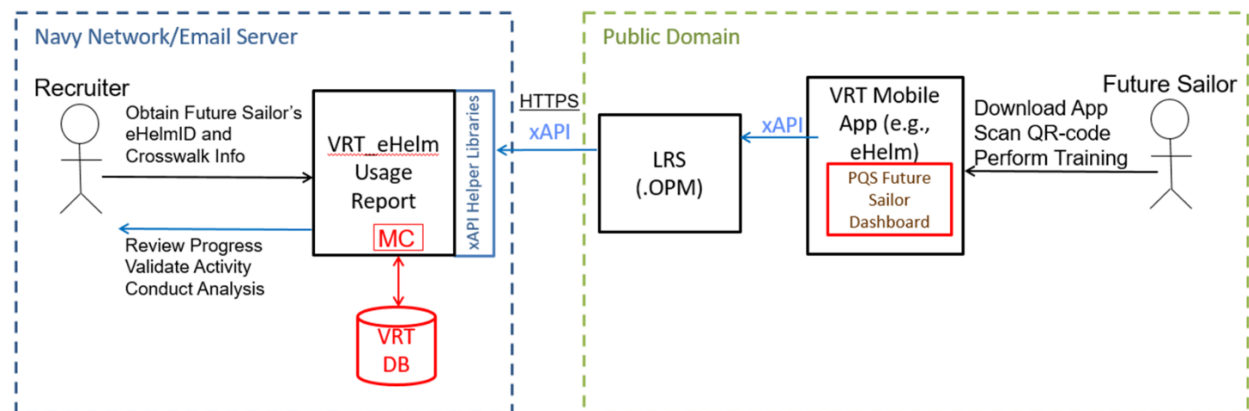 Navy Network/Email Server
Recruiter
Obtain Future Sailor's
eHelmID and
Crosswalk Info
Review Progress
Validate Activity
Conduct Analysis
VRT_eHelm
Usage
Report
MC
xAPI Helper Libraries
VRT
DB
HTTPS
xAPI
Public Domain
LRS
(.OPM)
xAPI
VRT Mobile
App (e.g.,
eHelm)
PQS Future
Sailor
Dashboard
Future Sailor
Download App
Scan QR-code
Perform Training